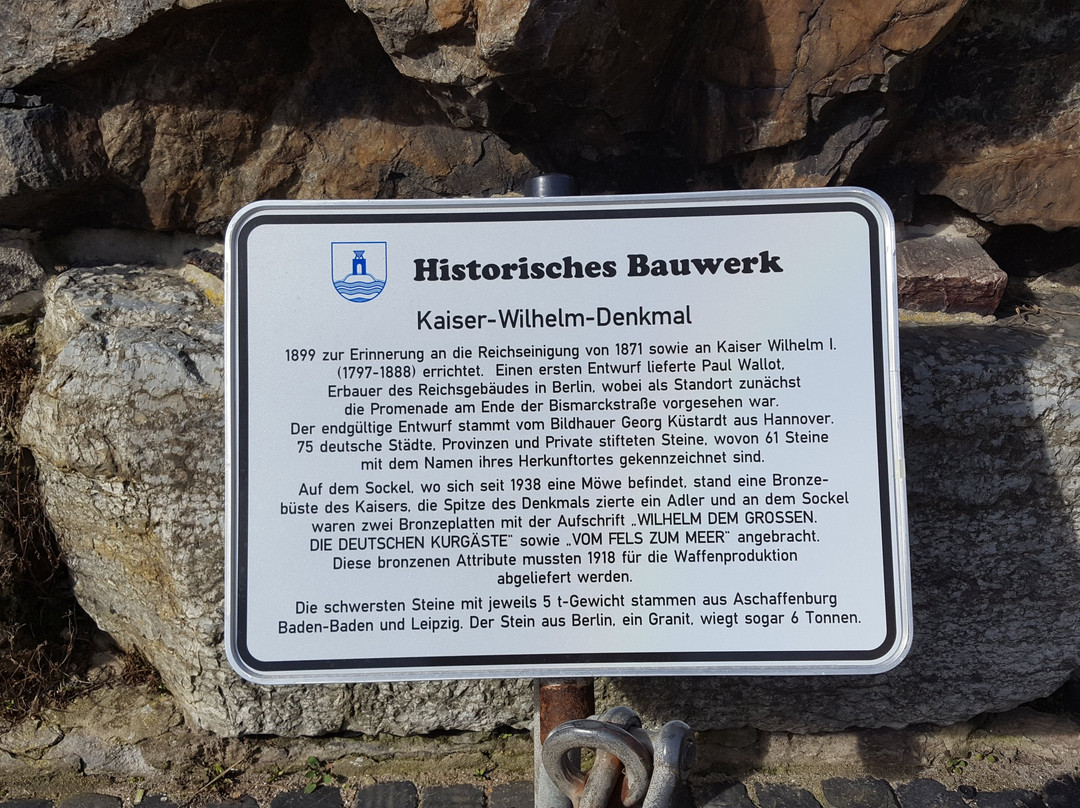 Historisches Bauwerk
Kaiser-Wilhelm-Denkmal
1899 zur Erinnerung an die Reichseinigung von 1871 sowie an Kaiser Wilhelm I.
(1797-1888) errichtet. Einen ersten Entwurf lieferte Paul Wallot,
Erbauer des Reichsgebäudes in Berlin, wobei als Standort zunächst
die Promenade am Ende der Bismarckstraße vorgesehen war.
Der endgültige Entwurf stammt vom Bildhauer Georg Küstardt aus Hannover.
75 deutsche Städte, Provinzen und Private stifteten Steine, wovon 61 Steine
mit dem Namen ihres Herkunftortes gekennzeichnet sind.
Auf dem Sockel, wo sich seit 1938 eine Möwe befindet, stand eine Bronze-
büste des Kaisers, die Spitze des Denkmals zierte ein Adler und an dem Sockel
waren zwei Bronzeplatten mit der Aufschrift „WILHELM DEM GROSSEN.
DIE DEUTSCHEN KURGÄSTE" sowie „VOM FELS ZUM MEER" angebracht.
Diese bronzenen Attribute mussten 1918 für die Waffenproduktion
abgeliefert werden.
Die schwersten Steine mit jeweils 5 t-Gewicht stammen aus Aschaffenburg
Baden-Baden und Leipzig. Der Stein aus Berlin, ein Granit, wiegt sogar 6 Tonnen.